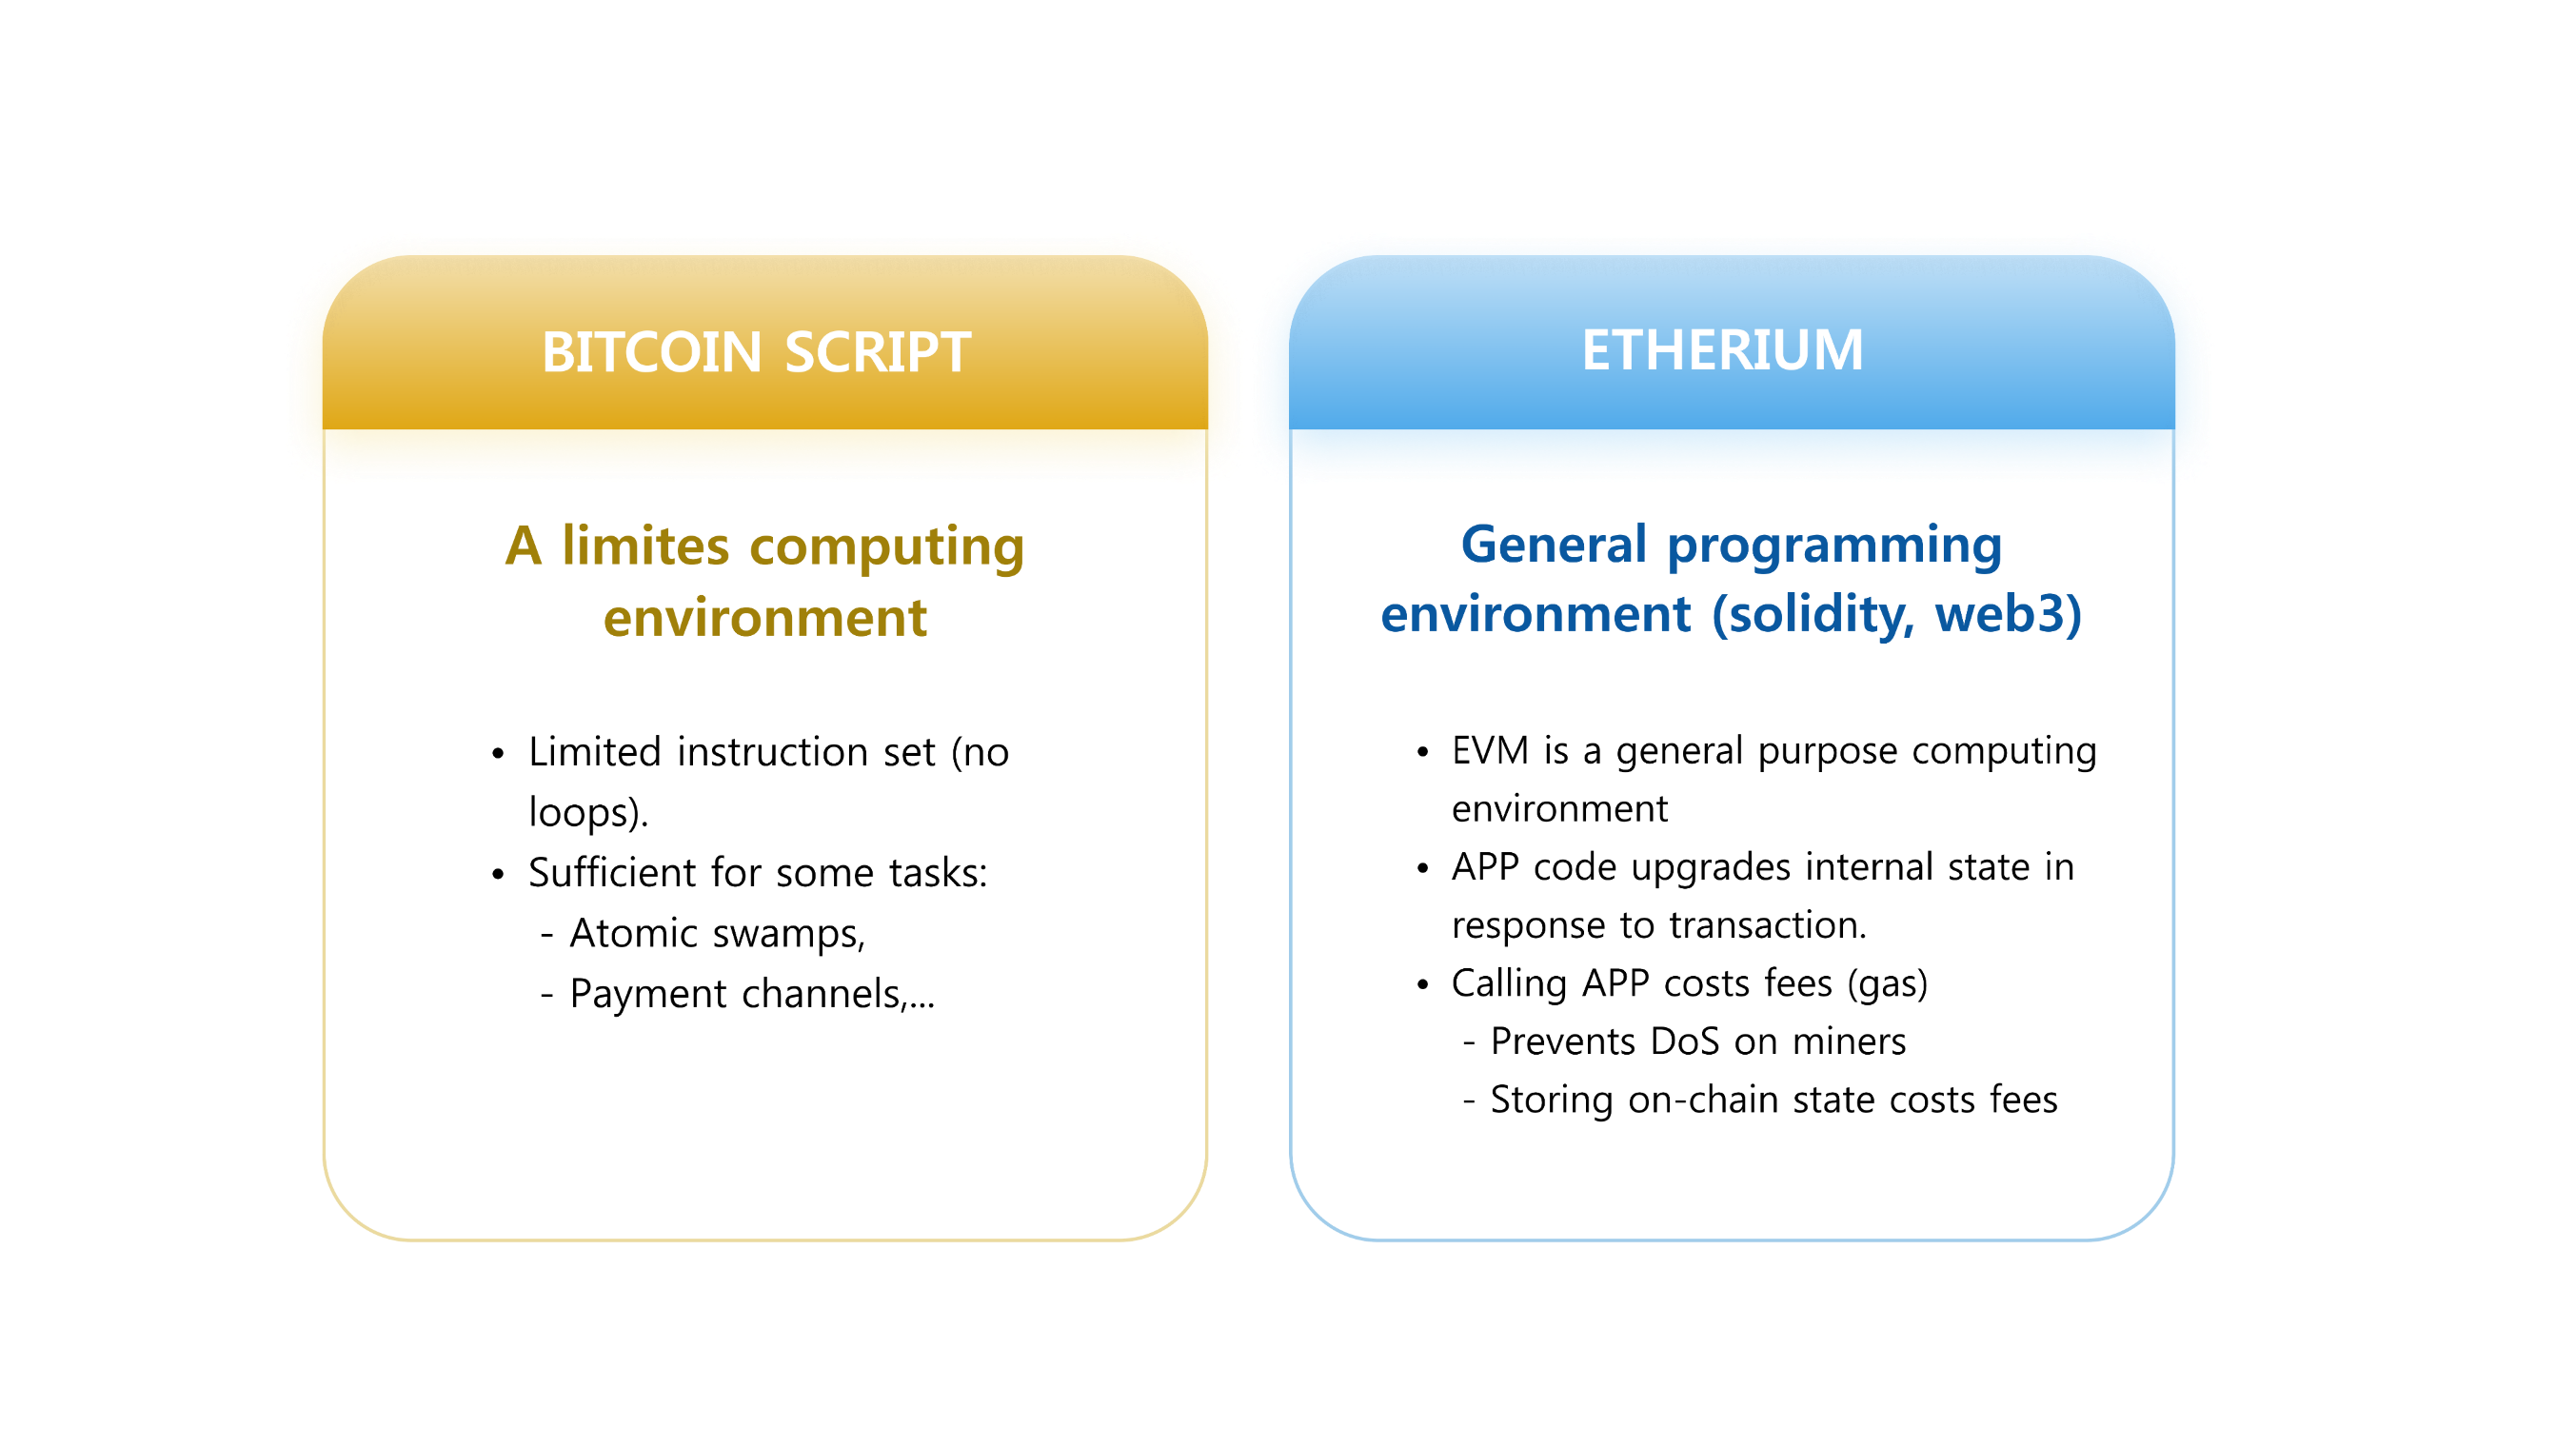 BITCOIN SCRIPT
A limites computing
environment
• Limited instruction set (no
loops).
• Sufficient for some tasks:
- Atomic swamps,
- Payment channels,...
ETHERIUM
General programming
environment (solidity, web3)
• EVM is a general purpose computing
environment
• APP code upgrades internal state in
response to transaction.
• Calling APP costs fees (gas)
- Prevents DoS on miners
- Storing on-chain state costs fees